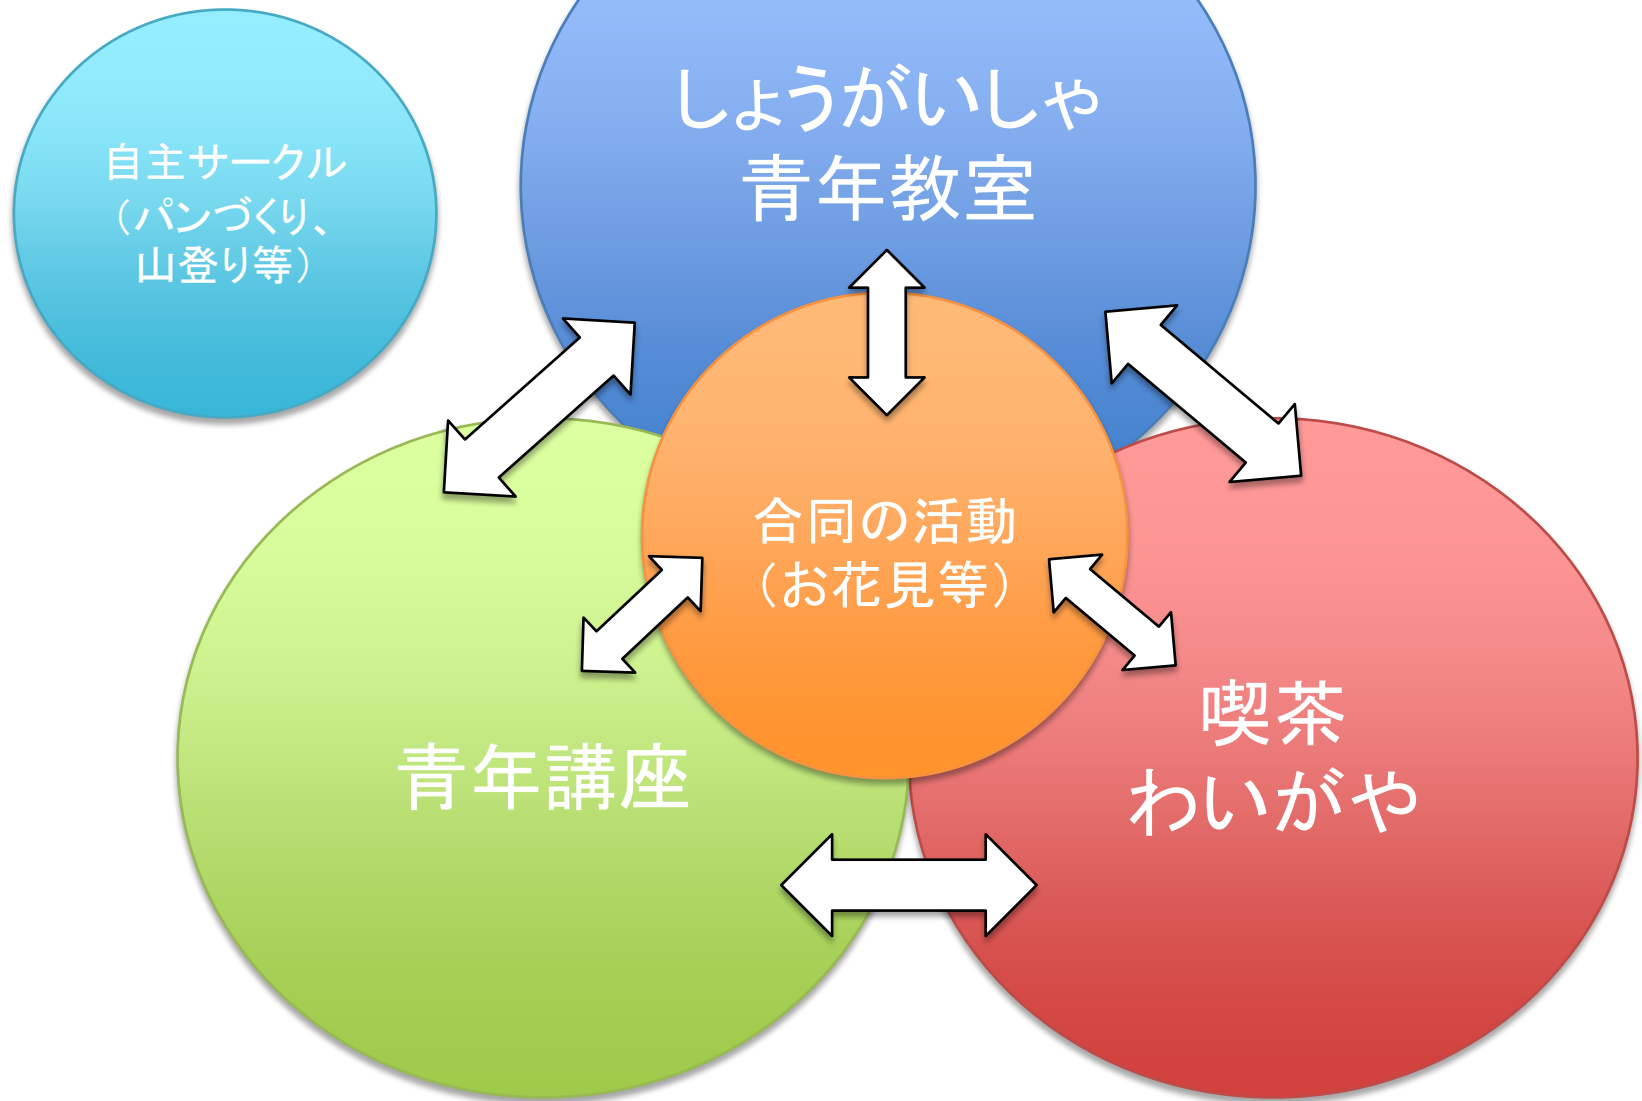 自主サークル
（パンづくり、
山登り等）
しょうがいしゃ
青年教室
合同の活動
（お花見等）
青年講座
喫茶
わいがや